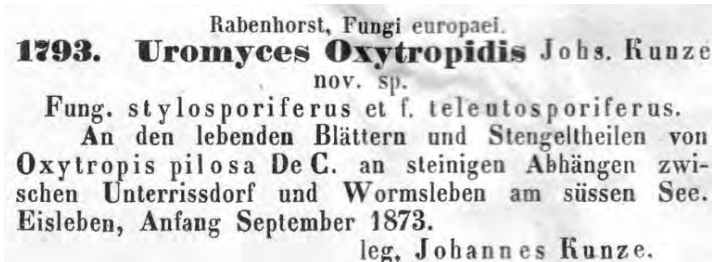 Rabenhorst, Fungi europaei.
1793. Uromyces Oxytropidis Johs. Kunze
nov. sp.
Fung. stylosporiferus et f. teleutosporiferus.
An den lebenden Blättern und Stengeltheilen von
Oxytropis pilosa De C. an steinigen Abhängen zwi-
schen Unterrissdorf und Wormsleben am süssen See.
Eisleben, Anfang September 1873.
leg. Johannes Kunze.